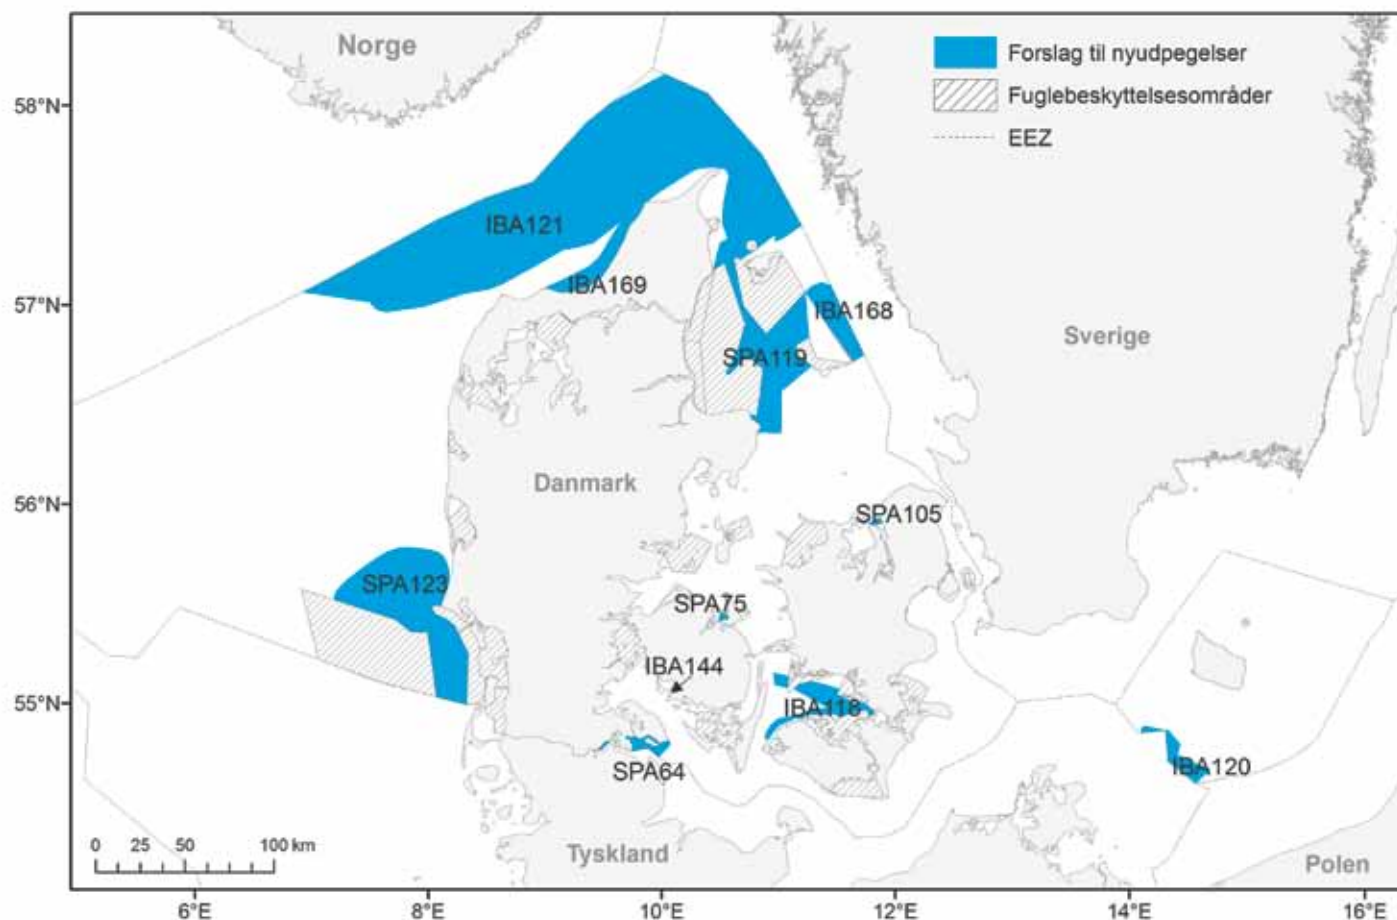 Norge
Forslag til nyudpegelser
Fuglebeskyttelsesområder
EEZ
58°N
IBA121
57°N
IBA169
IBA168
SPA119
Sverige
Danmark
56°N
SPA105
SPA123
SPA75
IBA144
55°N
IBA118
IBA120
SPA64
0 25 50 100 km
Tyskland
Polen
6°E 8°E 10°E 12°E 14°E 16°E